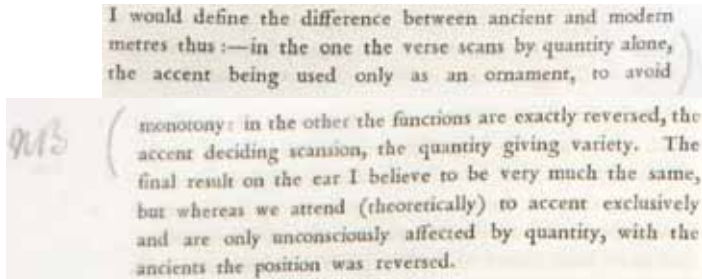 I would define the difference between ancient and modern
metres thus :—in the one the verse scans by quantity alone,
the accent being used only as an ornament, to avoid
monotony: in the other the functions are exactly reversed, the
NB
accent deciding scansion, the quantity giving variety. The
final result on the ear I believe to be very much the same,
but whereas we attend (theoretically) to accent exclusively
and are only unconsciously affected by quantity, with the
ancients the position was reversed.